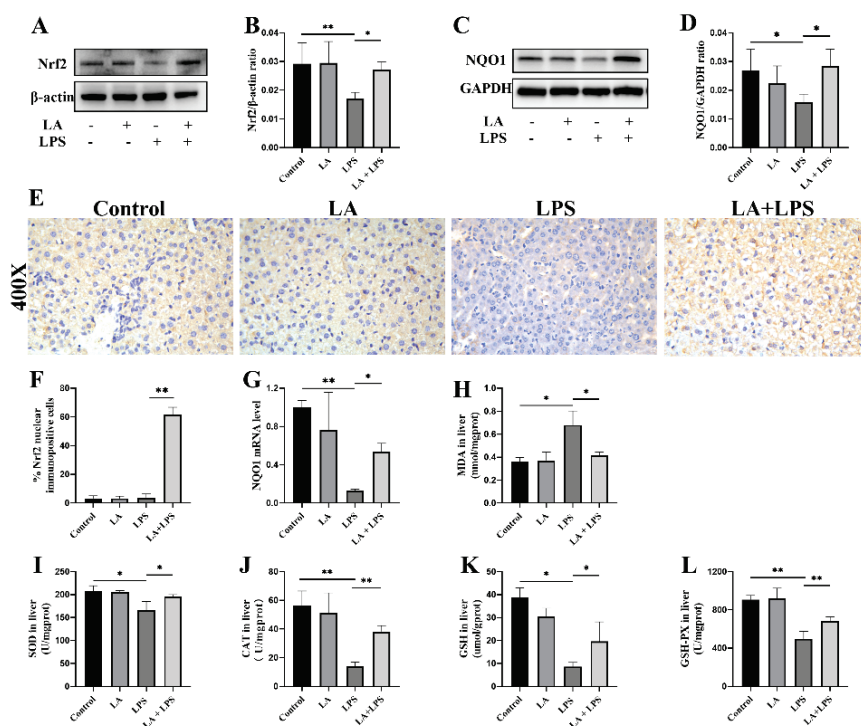 A
Nrf2
β-actin
LA - + - +
LPS - - + +
B
Nrf2/β-actin ratio
0.04
0.03
0.02
0.01
0.00
** *
Control LA LPS LA + LPS
C
NQO1
GAPDH
LA - + - +
LPS - - + +
D
NQO1/GAPDH ratio
0.04
0.03
0.02
0.01
0.00
* *
Control LA LPS LA + LPS
E
Control LA LPS LA+LPS
400X
F
% Nrf2 nuclear
immunopositive cells
80
60
40
20
0
**
Control LA LPS LA+LPS
G
NQO1 mRNA level
1.2
0.8
0.4
0.0
** *
Control LA LPS LA + LPS
H
MDA in liver
(nmol/mgprot)
1.0
0.8
0.6
0.4
0.2
0.0
* *
Control LA LPS LA + LPS
I
SOD in liver
(U/mgprot)
250
200
150
100
50
0
* *
Control LA LPS LA + LPS
J
CAT in liver
( U/mgprot)
80
60
40
20
0
** **
Control LA LPS LA + LPS
K
GSH in liver
(umol/gprot)
50
40
30
20
10
0
* *
Control LA LPS LA + LPS
L
GSH-PX in liver
(U/mgprot)
1200
900
600
300
0
** **
Control LA LPS LA+LPS